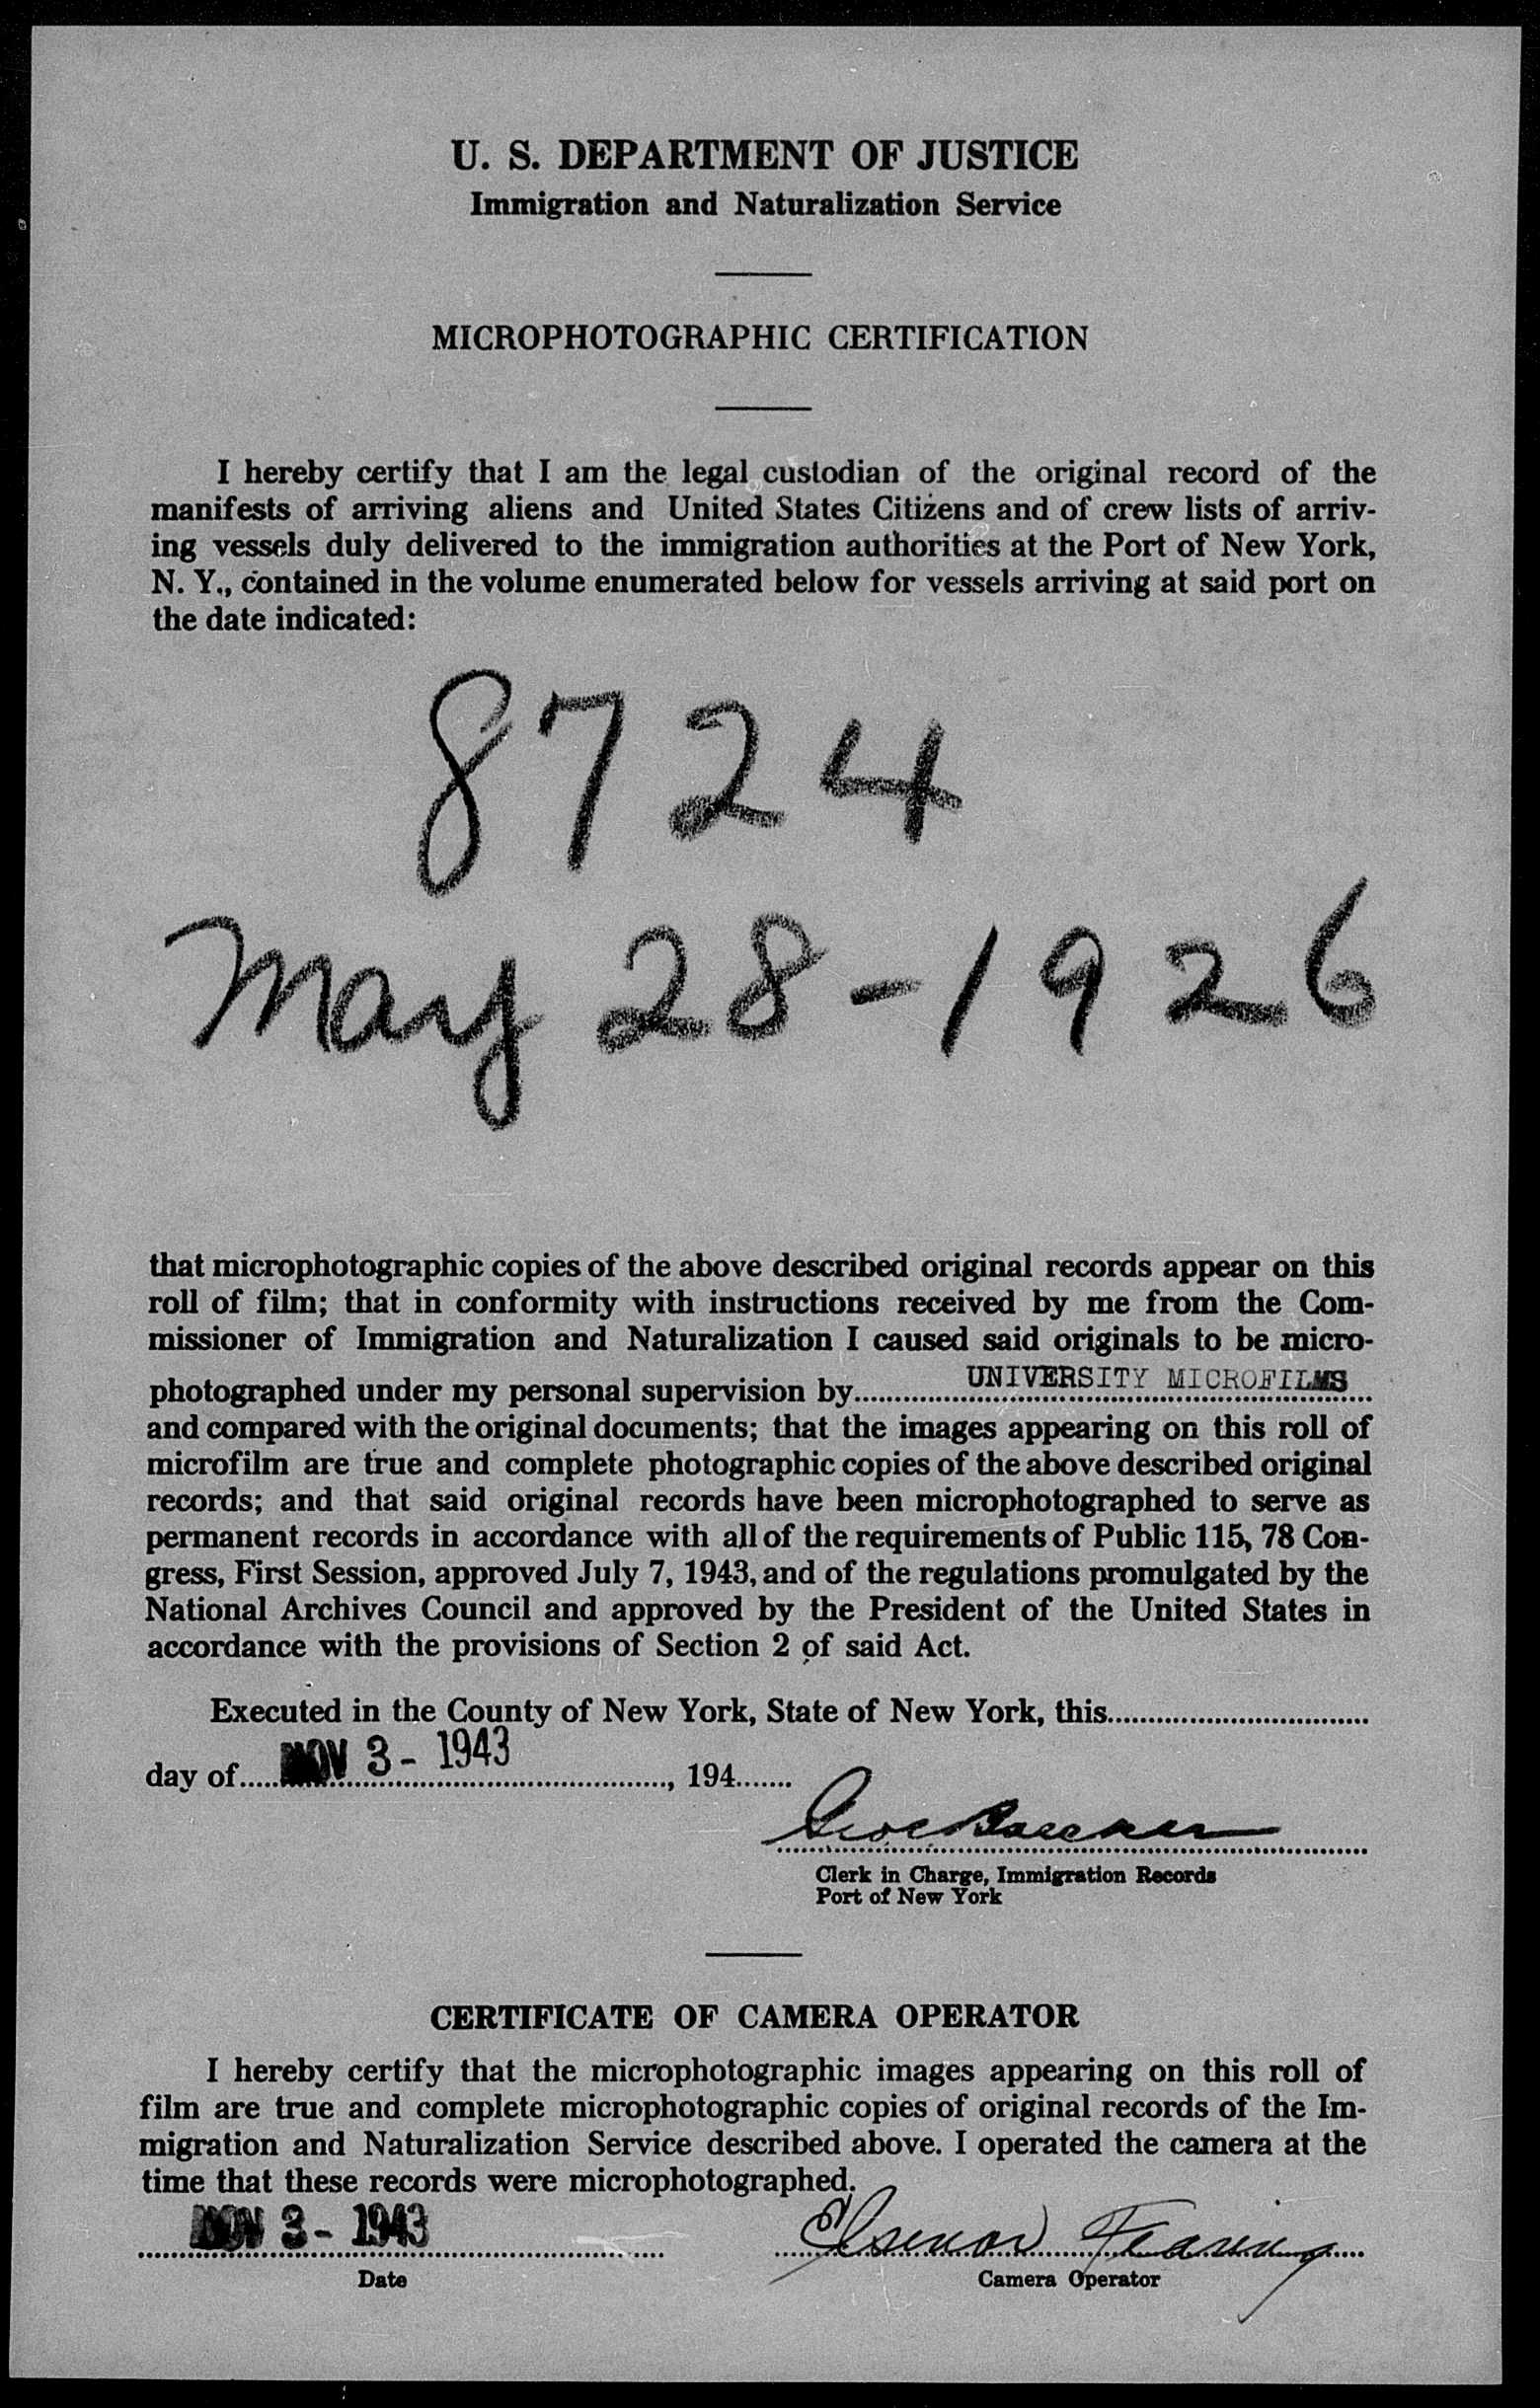 U. S. DEPARTMENT OF JUSTICE
Immigration and Naturalization Service
MICROPHOTOGRAPHIC CERTIFICATION
I hereby certify that I am the legal custodian of the original record of the
manifests of arriving aliens and United States Citizens and of crew lists of arriv-
ing vessels duly delivered to the immigration authorities at the Port of New York,
N. Y., contained in the volume enumerated below for vessels arriving at said port on
the date indicated:
8724
May 28-1926
that microphotographic copies of the above described original records appear on this
roll of film; that in conformity with instructions received by me from the Com-
missioner of Immigration and Naturalization I caused said originals to be micro-
photographed under my personal supervision by UNIVERSITY MICROFILMS
and compared with the original documents; that the images appearing on this roll of
microfilm are true and complete photographic copies of the above described original
records; and that said original records have been microphotographed to serve as
permanent records in accordance with all of the requirements of Public 115, 78 Con-
gress, First Session, approved July 7, 1943, and of the regulations promulgated by the
National Archives Council and approved by the President of the United States in
accordance with the provisions of Section 2 of said Act.
Executed in the County of New York, State of New York, this
day of NOV 3 - 1943, 194
Clerk in Charge, Immigration Records
Port of New York
CERTIFICATE OF CAMERA OPERATOR
I hereby certify that the microphotographic images appearing on this roll of
film are true and complete microphotographic copies of original records of the Im-
migration and Naturalization Service described above. I operated the camera at the
time that these records were microphotographed.
NOV 3 - 1943
Date
Camera Operator